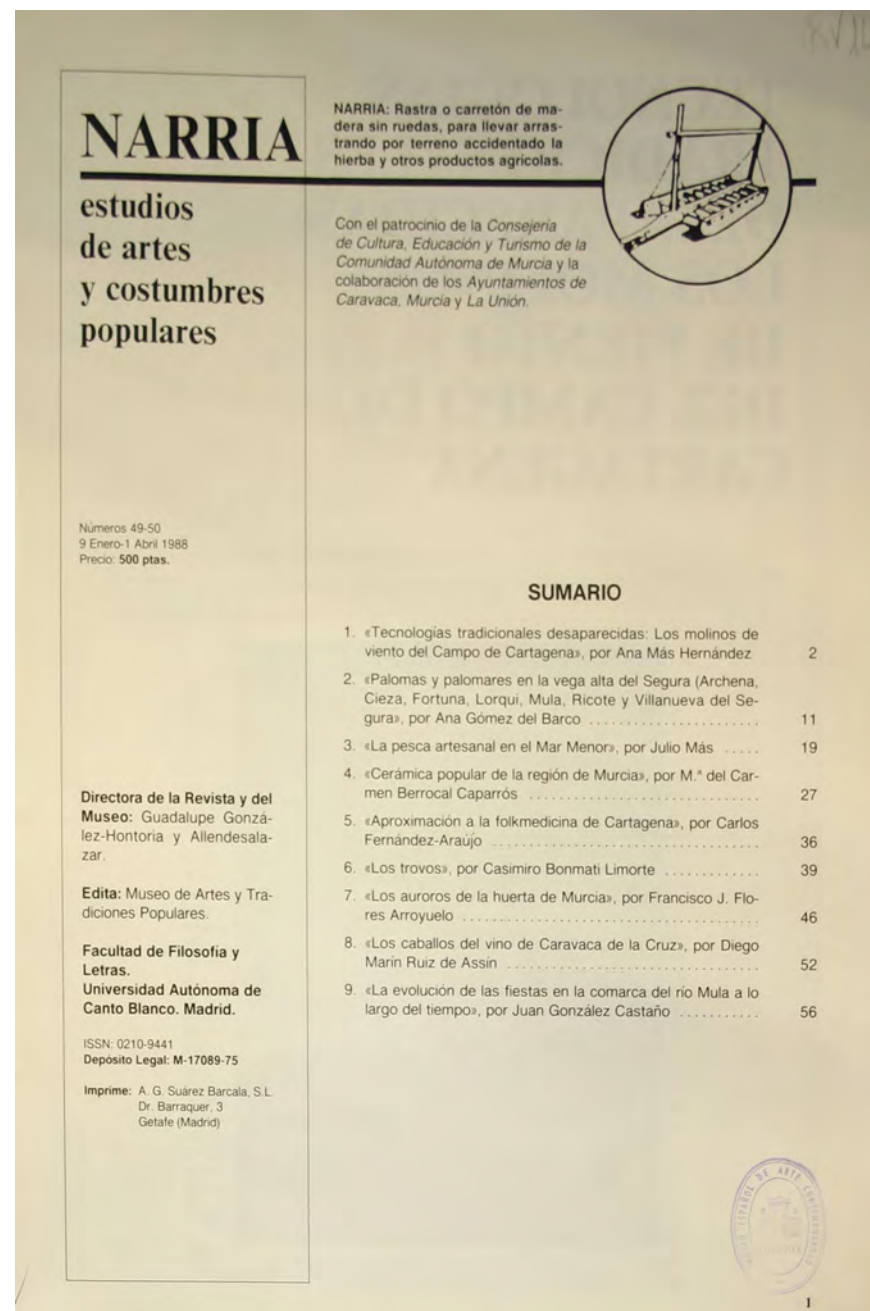 NARRIA
estudios
de artes
y costumbres
populares
NARRIA: Rastra o carretón de ma-
dera sin ruedas, para llevar arras-
trando por terreno accidentado la
hierba y otros productos agrícolas.
Con el patrocinio de la Consejería
de Cultura, Educación y Turismo de la
Comunidad Autónoma de Murcia y la
colaboración de los Ayuntamientos de
Caravaca, Murcia y La Unión.
Números 49-50
9 Enero-1 Abril 1988
Precio: 500 ptas.
Directora de la Revista y del
Museo: Guadalupe Gonzá-
lez-Hontoria y Allendesala-
zar.
Edita: Museo de Artes y Tra-
diciones Populares.
Facultad de Filosofía y
Letras.
Universidad Autónoma de
Canto Blanco. Madrid.
ISSN: 0210-9441
Depósito Legal: M-17089-75
Imprime: A. G. Suárez Barcala, S.L.
Dr. Barraquer, 3
Getafe (Madrid)
SUMARIO
1. «Tecnologías tradicionales desaparecidas: Los molinos de
viento del Campo de Cartagena», por Ana Más Hernández 2
2. «Palomas y palomares en la vega alta del Segura (Archena,
Cieza, Fortuna, Lorquí, Mula, Ricote y Villanueva del Se-
gura», por Ana Gómez del Barco ....................... 11
3. «La pesca artesanal en el Mar Menor», por Julio Más ..... 19
4. «Cerámica popular de la región de Murcia», por M.ª del Car-
men Berrocal Caparrós ............................... 27
5. «Aproximación a la folkmedicina de Cartagena», por Carlos
Fernández-Araújo .................................... 36
6. «Los trovos», por Casimiro Bonmati Limorte ............. 39
7. «Los auroros de la huerta de Murcia», por Francisco J. Flo-
res Arroyuelo ........................................ 46
8. «Los caballos del vino de Caravaca de la Cruz», por Diego
Marín Ruiz de Assín .................................. 52
9. «La evolución de las fiestas en la comarca del río Mula a lo
largo del tiempo», por Juan González Castaño ........... 56
1